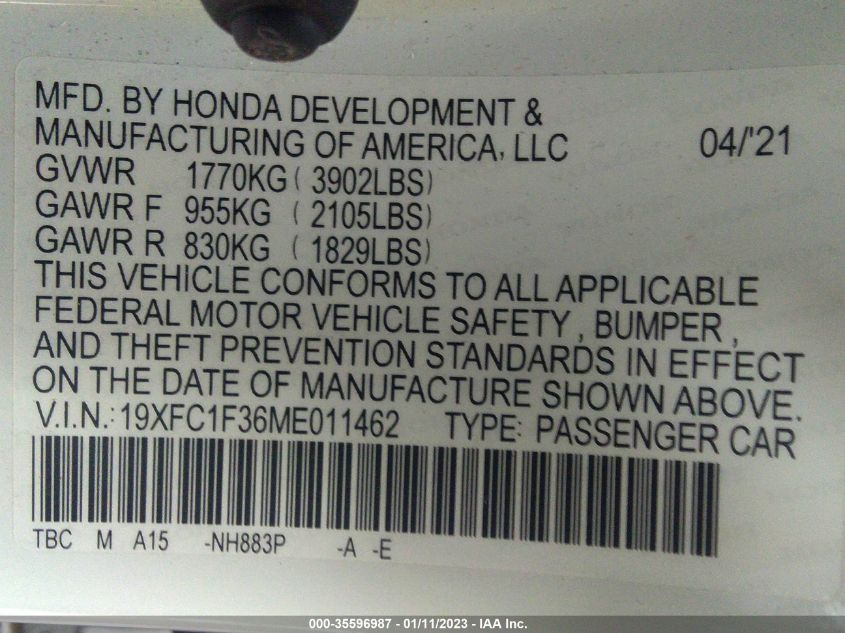 MFD. BY HONDA DEVELOPMENT &
MANUFACTURING OF AMERICA, LLC 04/'21
GVWR 1770KG ( 3902LBS)
GAWR F 955KG ( 2105LBS)
GAWR R 830KG ( 1829LBS)
THIS VEHICLE CONFORMS TO ALL APPLICABLE
FEDERAL MOTOR VEHICLE SAFETY , BUMPER ,
AND THEFT PREVENTION STANDARDS IN EFFECT
ON THE DATE OF MANUFACTURE SHOWN ABOVE.
V.I.N.: 19XFC1F36ME011462 TYPE: PASSENGER CAR
TBC M A15 -NH883P -A -E
000-35596987 - 01/11/2023 - IAA Inc.